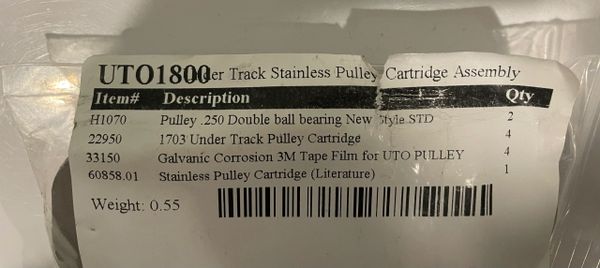 UTO1800 Under Track Stainless Pulley Cartridge Assembly
Item# Description Qty
H1070 Pulley .250 Double ball bearing New Style STD 2
22950 1703 Under Track Pulley Cartridge 4
33150 Galvanic Corrosion 3M Tape Film for UTO PULLEY 4
60858.01 Stainless Pulley Cartridge (Literature) 1
Weight: 0.55